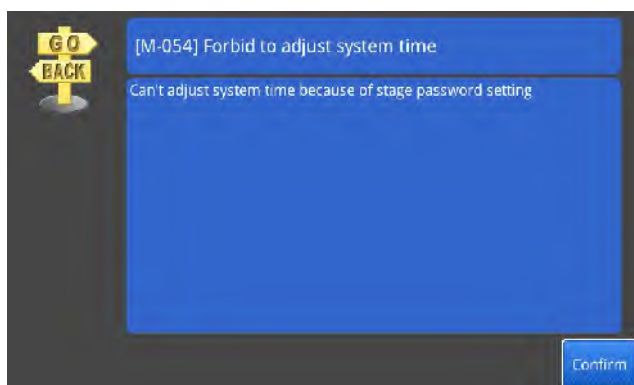 GO
BACK
[M-054] Forbid to adjust system time
Can't adjust system time because of stage password setting
Confirm